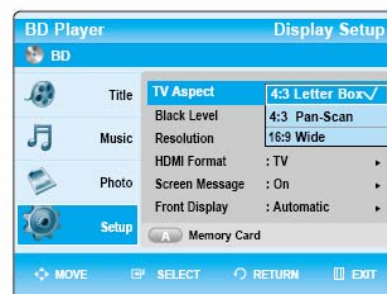 BD Player Display Setup
BD
Title
Music
Photo
Setup
TV Aspect 4:3 Letter Box
Black Level 4:3 Pan-Scan
Resolution 16:9 Wide
HDMI Format : TV
Screen Message : On
Front Display : Automatic
A Memory Card
MOVE SELECT RETURN EXIT